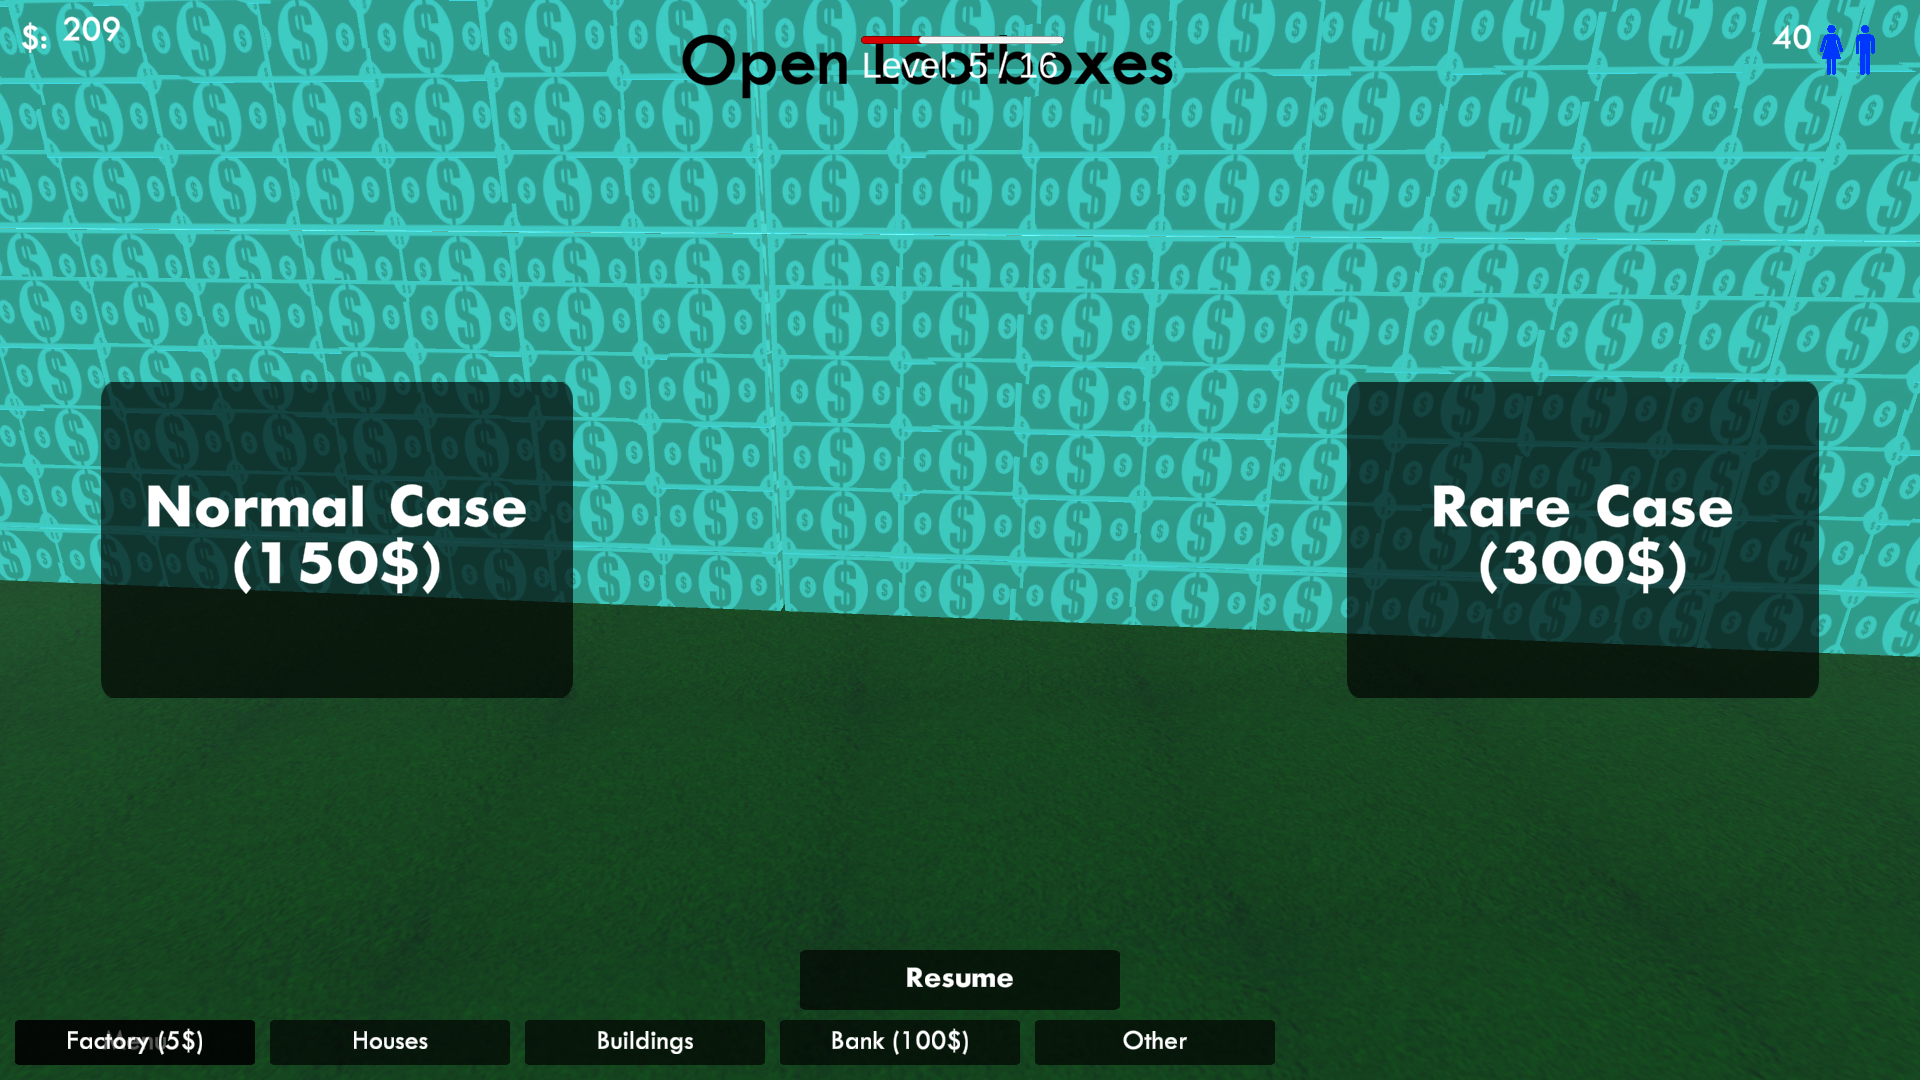 $: 209
40
Open Lootboxes
Level: 5 / 16
Normal Case
(150$)
Rare Case
(300$)
Resume
Factory (5$)
Menu
Houses
Buildings
Bank (100$)
Other